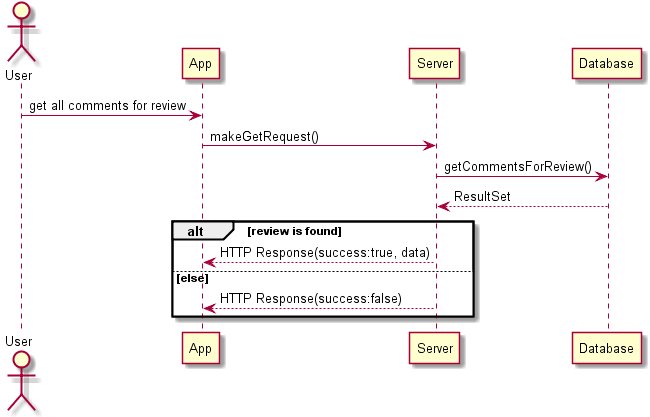 User
App
Server
Database
get all comments for review
makeGetRequest()
getCommentsForReview()
ResultSet
alt
[review is found]
HTTP Response(success:true, data)
[else]
HTTP Response(success:false)
User
App
Server
Database